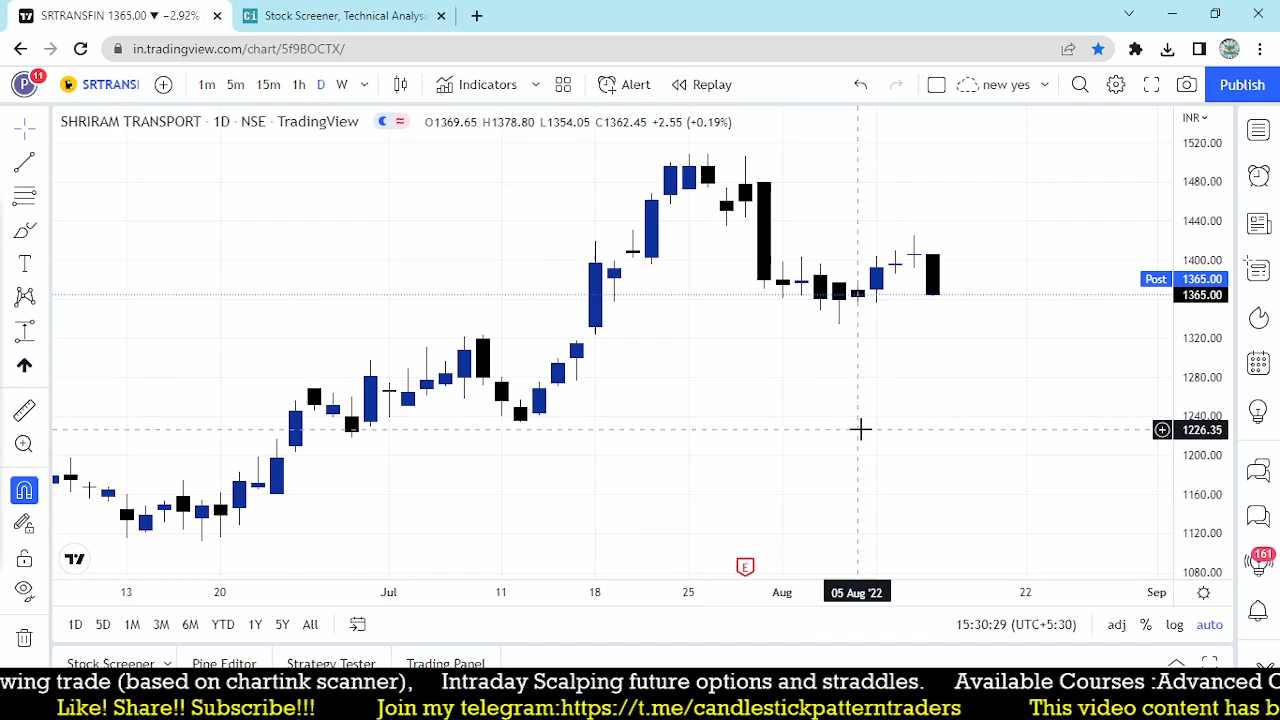 SRTRANSFIN 1365.00 ▼ −2.92%
Stock Screener, Technical Analysi
in.tradingview.com/chart/5f9BOCTX/
P 11 SRTRANSI 1m 5m 15m 1h D W Indicators Alert Replay new yes Publish
SHRIRAM TRANSPORT · 1D · NSE · TradingView O1369.65 H1378.80 L1354.05 C1362.45 +2.55 (+0.19%)
INR
1520.00
1480.00
1440.00
1400.00
Post 1365.00
1365.00
1320.00
1280.00
1240.00
1226.35
1200.00
1160.00
1120.00
1080.00
E
161
13 20 Jul 11 18 25 Aug 05 Aug '22 22 Sep
1D 5D 1M 3M 6M YTD 1Y 5Y All 15:30:29 (UTC+5:30) adj % log auto
Stock Screener Pine Editor Strategy Tester Trading Panel
wing trade (based on chartink scanner), Intraday Scalping future options and straddles. Available Courses :Advanced C
Like! Share!! Subscribe!!! Join my telegram:https://t.me/candlestickpatterntraders This video content has b